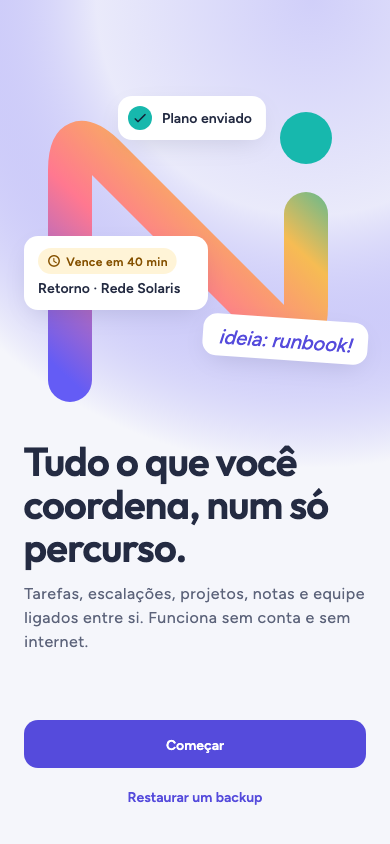 Plano enviado
Vence em 40 min
Retorno · Rede Solaris
ideia: runbook!
Tudo o que você
coordena, num só
percurso.
Tarefas, escalações, projetos, notas e equipe
ligados entre si. Funciona sem conta e sem
internet.
Começar
Restaurar um backup